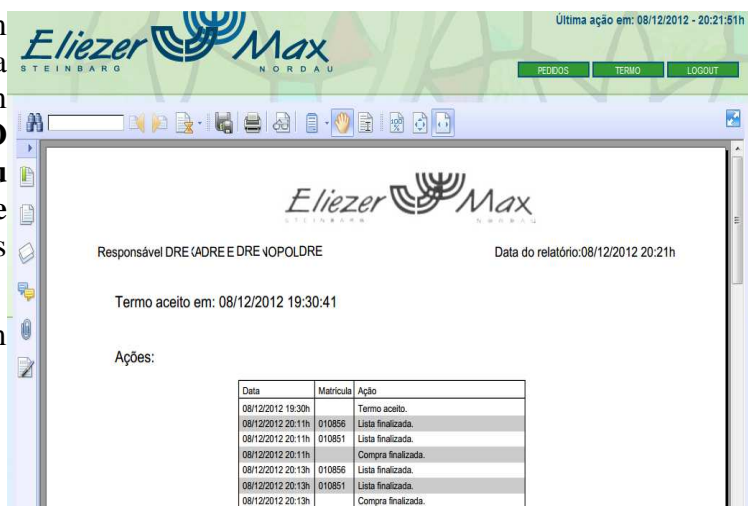 Última ação em: 08/12/2012 - 20:21:51h
Eliezer Max
STEINBARG NORDAU
PEDIDOS TERMO LOGOUT
Eliezer Max
STEINBARG NORDAU
Responsável DRE Data do relatório:08/12/2012 20:21h
Termo aceito em: 08/12/2012 19:30:41
Ações:
Data Matrícula Ação
08/12/2012 19:30h Termo aceito.
08/12/2012 20:11h 010856 Lista finalizada.
08/12/2012 20:11h 010851 Lista finalizada.
08/12/2012 20:11h Compra finalizada.
08/12/2012 20:13h 010856 Lista finalizada.
08/12/2012 20:13h 010851 Lista finalizada.
08/12/2012 20:13h Compra finalizada.